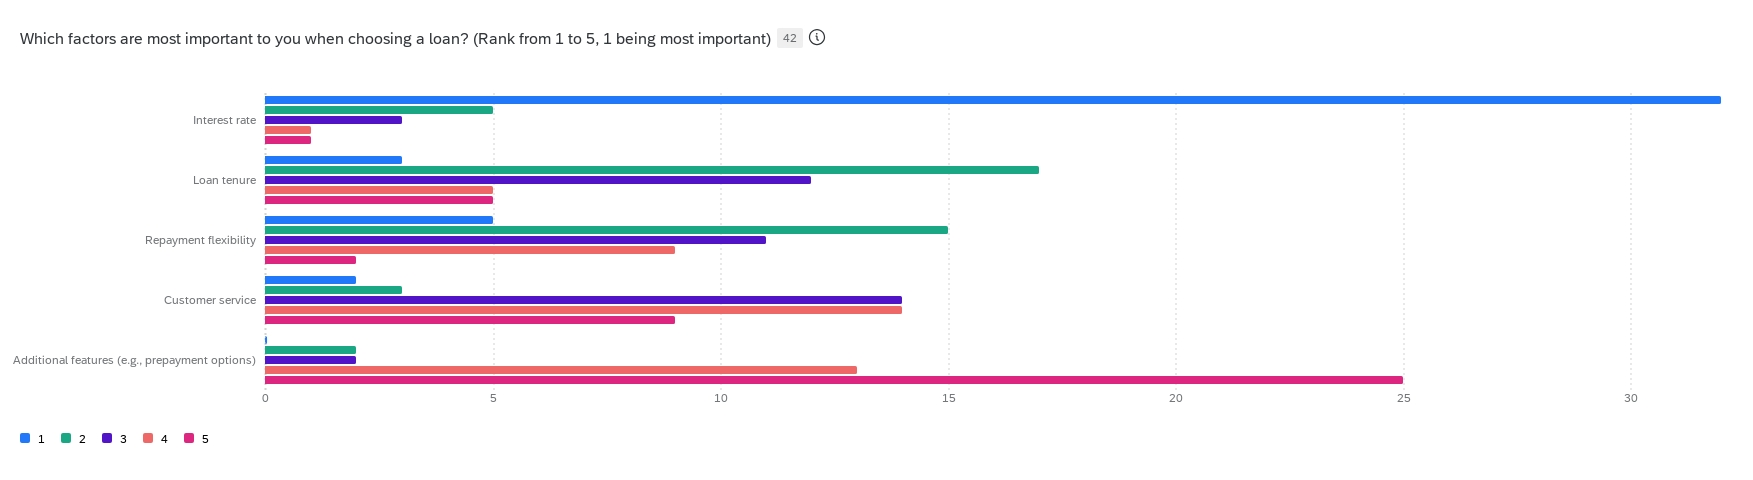 Which factors are most important to you when choosing a loan? (Rank from 1 to 5, 1 being most important) 42
Interest rate
Loan tenure
Repayment flexibility
Customer service
Additional features (e.g., prepayment options)
0 5 10 15 20 25 30
1 2 3 4 5